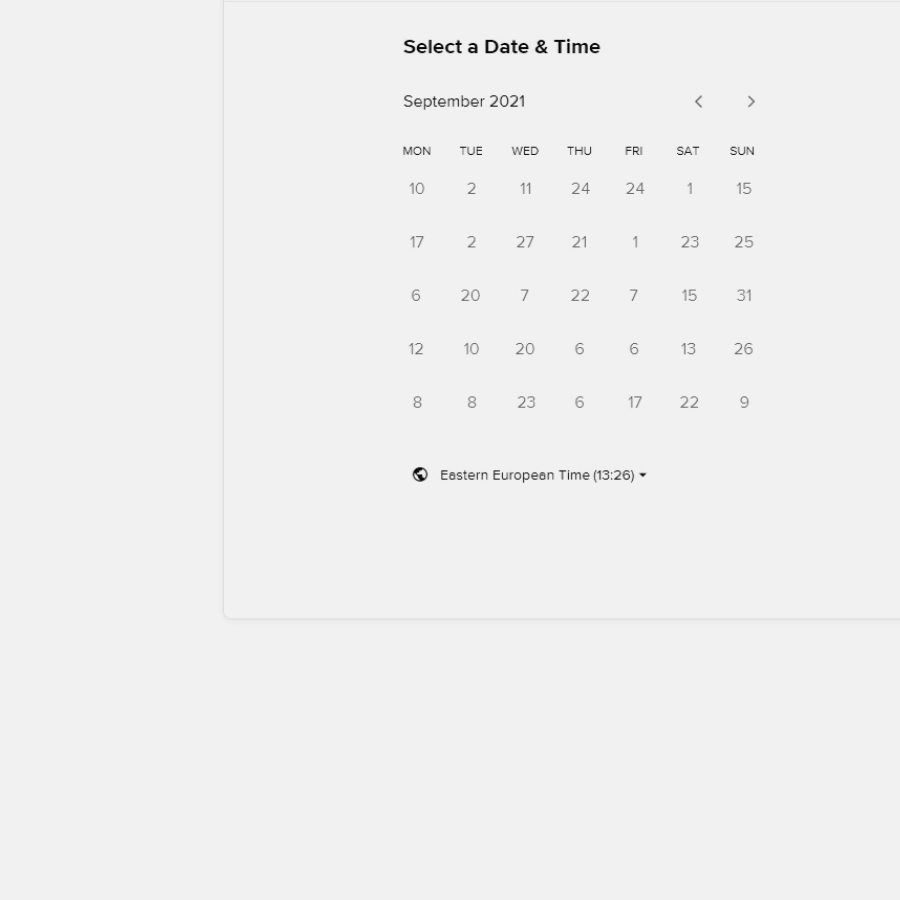 Select a Date & Time
September 2021
MON TUE WED THU FRI SAT SUN
10 2 11 24 24 1 15
17 2 27 21 1 23 25
6 20 7 22 7 15 31
12 10 20 6 6 13 26
8 8 23 6 17 22 9
Eastern European Time (13:26)